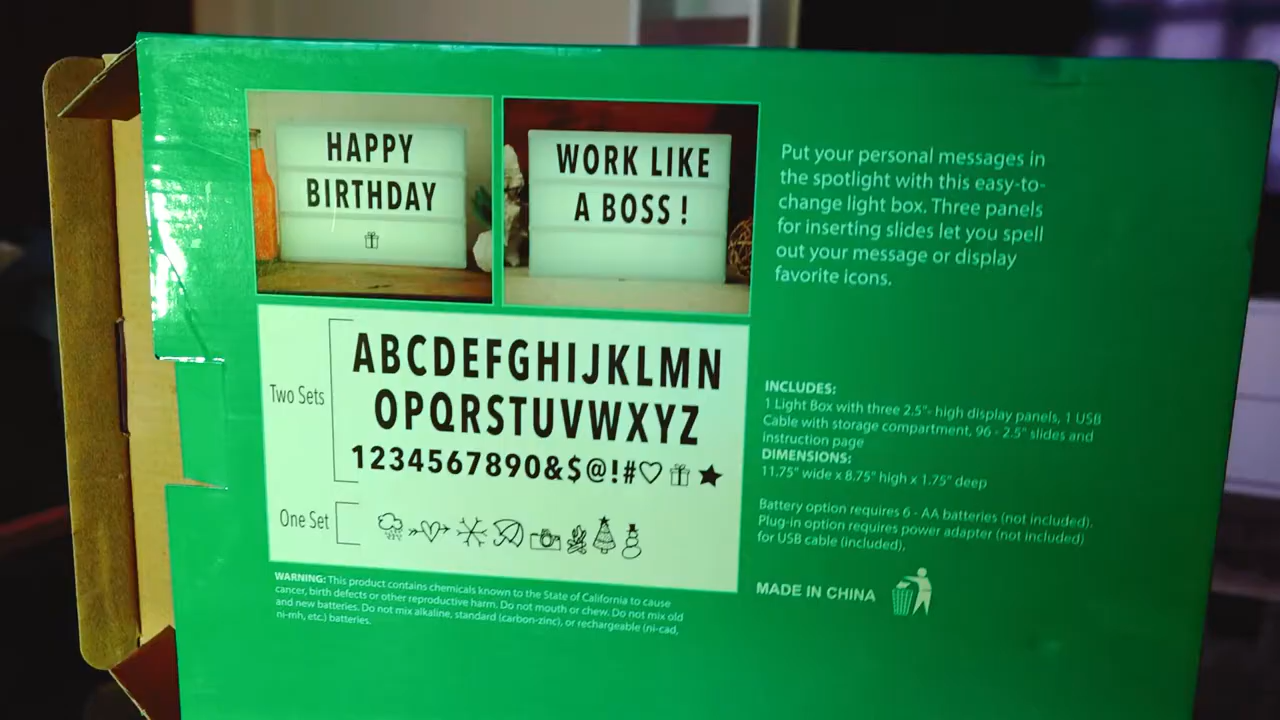 HAPPY
BIRTHDAY
WORK LIKE
A BOSS!
Put your personal messages in
the spotlight with this easy-to-
change light box. Three panels
for inserting slides let you spell
out your message or display
favorite icons.
Two Sets
ABCDEFGHIJKLMN
OPQRSTUVWXYZ
1234567890&$@!#♡★
One Set
INCLUDES:
1 Light Box with three 2.5"- high display panels, 1 USB
Cable with storage compartment, 96 - 2.5" slides and
instruction page
DIMENSIONS:
11.75" wide x 8.75" high x 1.75" deep
Battery option requires 6 - AA batteries (not included).
Plug-in option requires power adapter (not included)
for USB cable (included).
MADE IN CHINA
WARNING: This product contains chemicals known to the State of California to cause
cancer, birth defects or other reproductive harm. Do not mouth or chew. Do not mix old
and new batteries. Do not mix alkaline, standard (carbon-zinc), or rechargeable (ni-cad,
ni-mh, etc.) batteries.